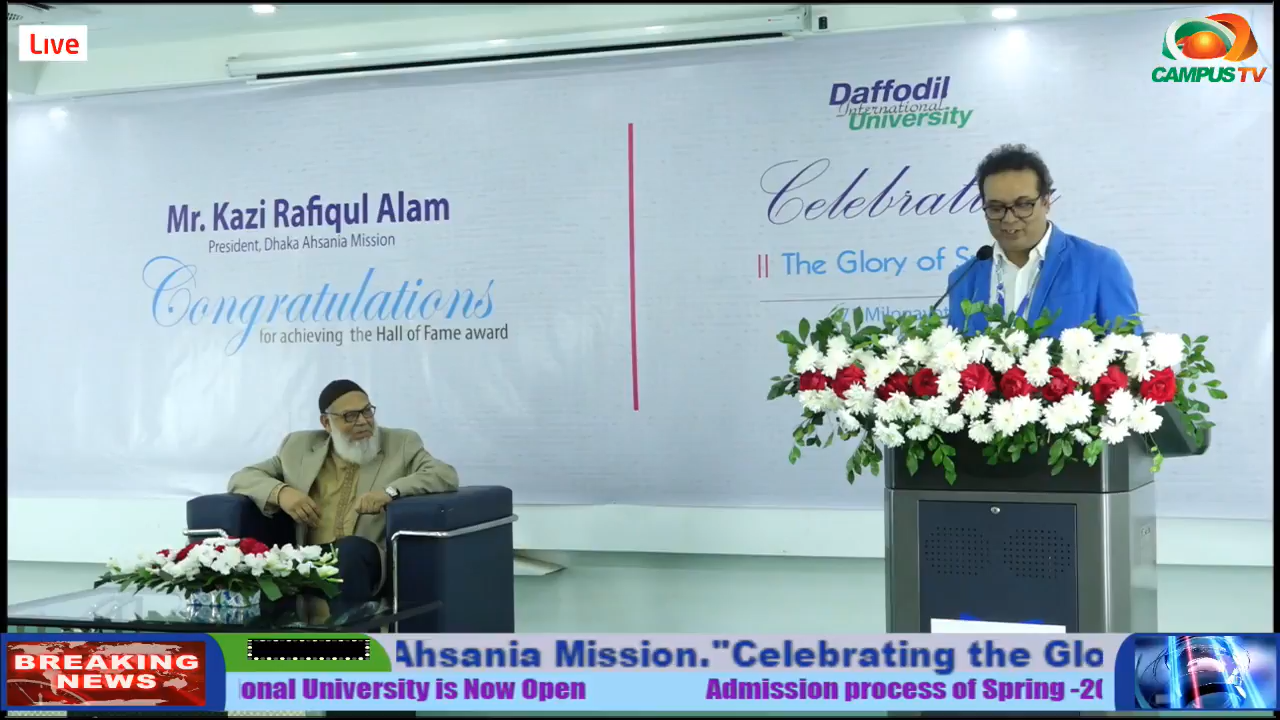 Live
CAMPUS TV
Daffodil
International
University
Mr. Kazi Rafiqul Alam
President, Dhaka Ahsania Mission
Congratulations
for achieving the Hall of Fame award
Celebrati
|| The Glory of S
BREAKING
NEWS
Ahsania Mission."Celebrating the Glo
onal University is Now Open Admission process of Spring -20